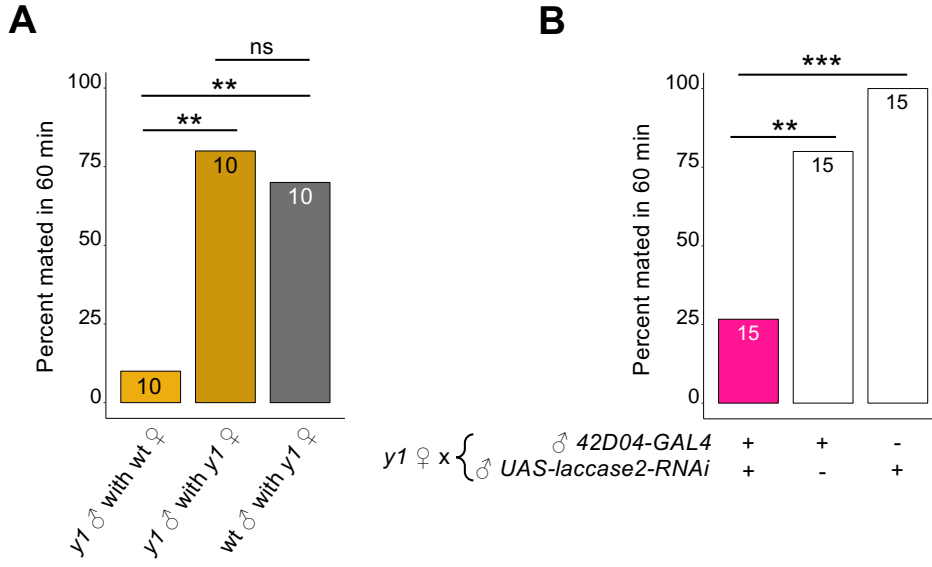 A
ns
**
**
Percent mated in 60 min
100
75
50
25
0
10
10
10
y1 ♂ with wt ♀
y1 ♂ with y1 ♀
wt ♂ with y1 ♀
B
***
**
Percent mated in 60 min
100
75
50
25
0
15
15
15
y1 ♀ x {
♂ 42D04-GAL4 + + -
♂ UAS-laccase2-RNAi + - +